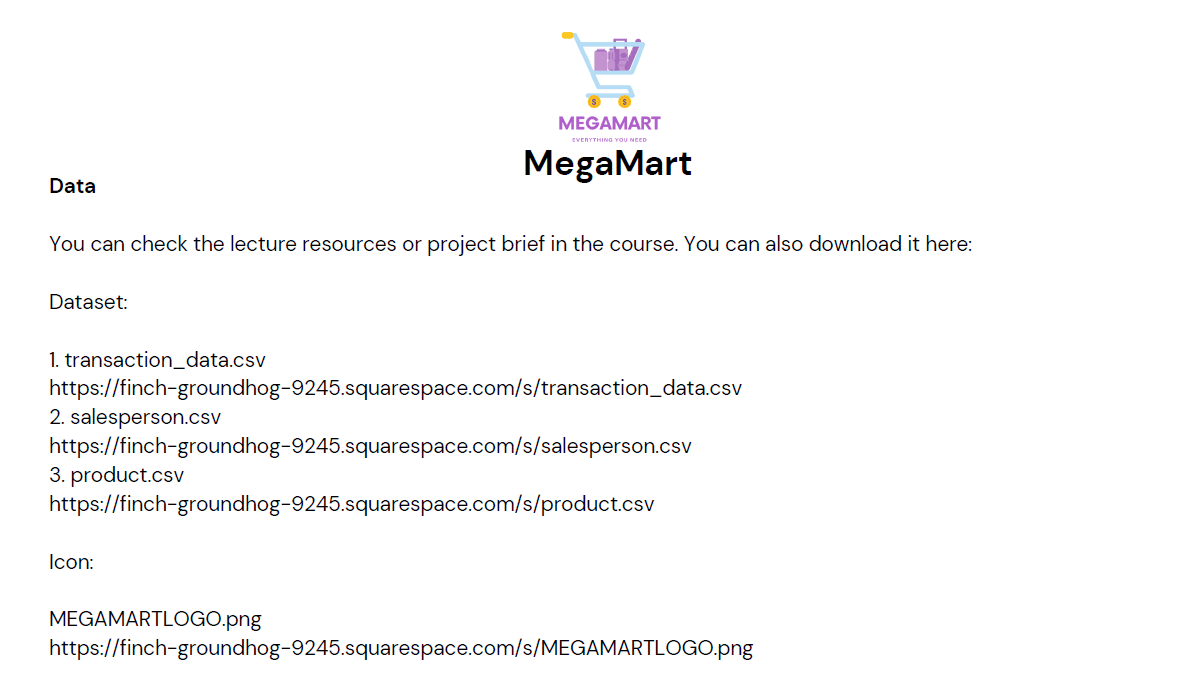 $ $
MEGAMART
EVERYTHING YOU NEED
MegaMart
Data
You can check the lecture resources or project brief in the course. You can also download it here:
Dataset:
1. transaction_data.csv
https://finch-groundhog-9245.squarespace.com/s/transaction_data.csv
2. salesperson.csv
https://finch-groundhog-9245.squarespace.com/s/salesperson.csv
3. product.csv
https://finch-groundhog-9245.squarespace.com/s/product.csv
Icon:
MEGAMARTLOGO.png
https://finch-groundhog-9245.squarespace.com/s/MEGAMARTLOGO.png